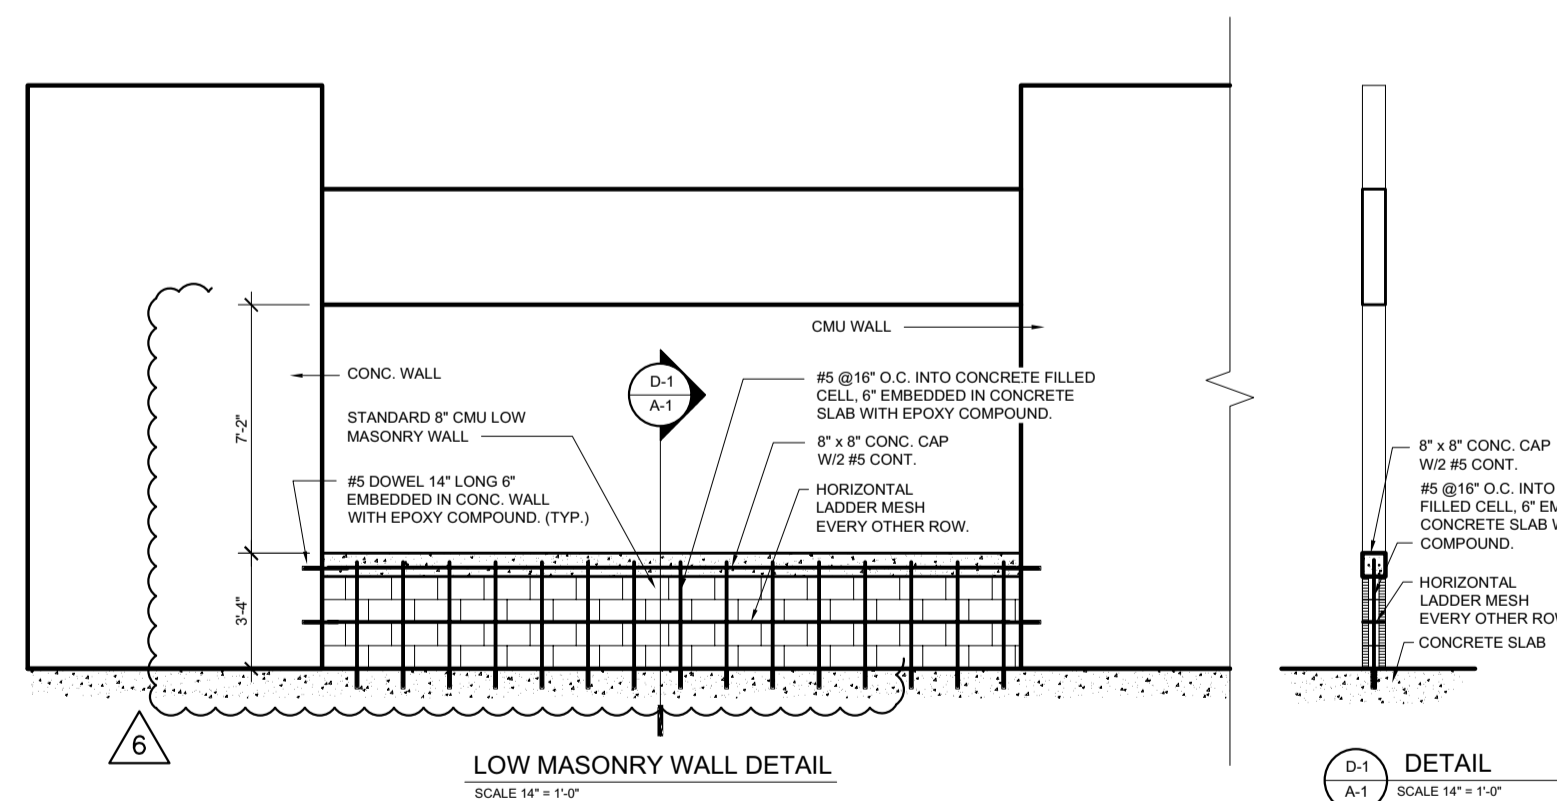 CMU WALL
CONC. WALL
D-1
A-1
#5 @16" O.C. INTO CONCRETE FILLED
CELL, 6" EMBEDDED IN CONCRETE
SLAB WITH EPOXY COMPOUND.
STANDARD 8" CMU LOW
MASONRY WALL
8" x 8" CONC. CAP
W/2 #5 CONT.
#5 DOWEL 14" LONG 6"
EMBEDDED IN CONC. WALL
WITH EPOXY COMPOUND. (TYP.)
HORIZONTAL
LADDER MESH
EVERY OTHER ROW.
7'-2"
3'-4"
6
LOW MASONRY WALL DETAIL
SCALE 14" = 1'-0"
8" x 8" CONC. CAP
W/2 #5 CONT.
#5 @16" O.C. INTO
FILLED CELL, 6"
CONCRETE SLAB
COMPOUND.
HORIZONTAL
LADDER MESH
EVERY OTHER
CONCRETE SLAB
D-1
A-1
DETAIL
SCALE 14" = 1'-0"